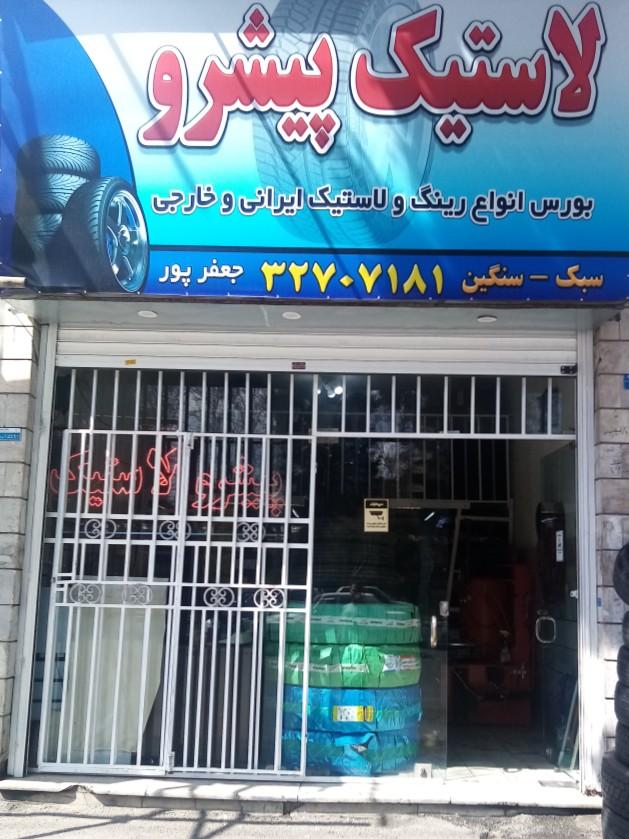 لاستیک پیشرو
بورس انواع رینگ و لاستیک ایرانی و خارجی
سبک – سنگین ۳۲۷۰۷۱۸۱ جعفر پور
لاستیک پیشرو